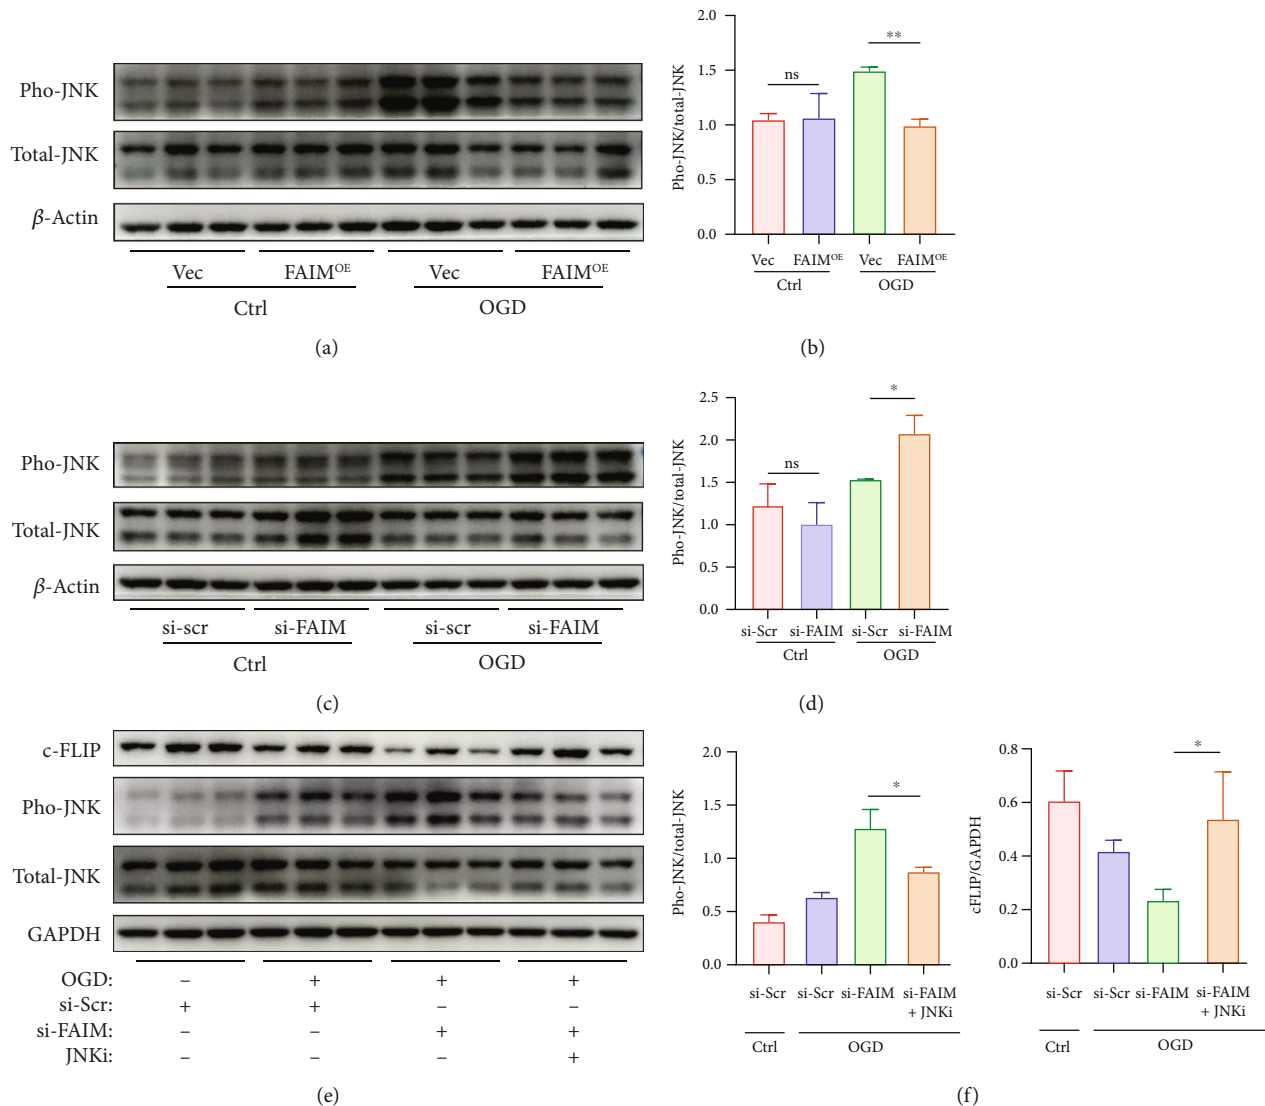 Pho-JNK
Total-JNK
β-Actin
Vec FAIM^OE Vec FAIM^OE
Ctrl OGD
(a)
Pho-JNK/total-JNK
2.0
1.5
1.0
0.5
0.0
ns
**
Vec FAIM^OE Vec FAIM^OE
Ctrl OGD
(b)
Pho-JNK
Total-JNK
β-Actin
si-scr si-FAIM si-scr si-FAIM
Ctrl OGD
(c)
Pho-JNK/total-JNK
2.5
2.0
1.5
1.0
0.5
0.0
ns
*
si-Scr si-FAIM si-Scr si-FAIM
Ctrl OGD
(d)
c-FLIP
Pho-JNK
Total-JNK
GAPDH
OGD: – + + +
si-Scr: + + – –
si-FAIM: – – + +
JNKi: – – – +
(e)
Pho-JNK/total-JNK
2.0
1.5
1.0
0.5
0.0
*
si-Scr si-Scr si-FAIM si-FAIM
+ JNKi
Ctrl OGD
cFLIP/GAPDH
0.8
0.6
0.4
0.2
0.0
*
si-Scr si-Scr si-FAIM si-FAIM
+ JNKi
Ctrl OGD
(f)